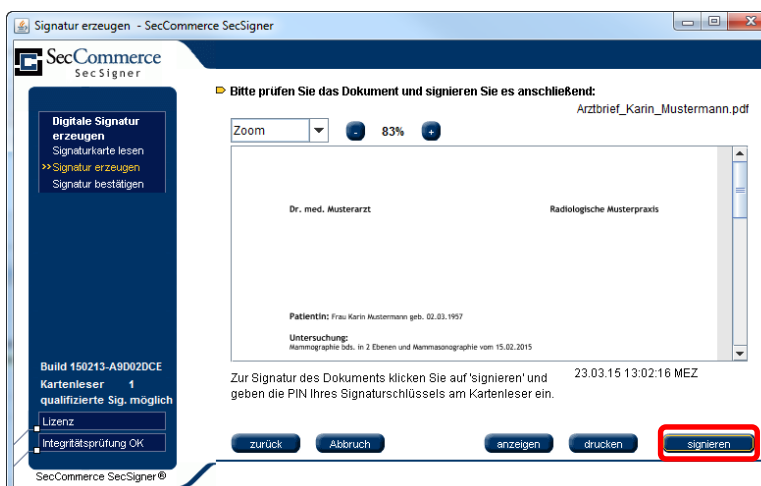 Signatur erzeugen - SecCommerce SecSigner
SecCommerce
SecSigner
Digitale Signatur
erzeugen
Signaturkarte lesen
>>Signatur erzeugen
Signatur bestätigen
Build 150213-A9D02DCE
Kartenleser 1
qualifizierte Sig. möglich
Lizenz
Integritätsprüfung OK
SecCommerce SecSigner®
Bitte prüfen Sie das Dokument und signieren Sie es anschließend:
Arztbrief_Karin_Mustermann.pdf
Zoom - 83% +
Dr. med. Musterarzt Radiologische Musterpraxis
Patientin: Frau Karin Mustermann geb. 02.03.1957
Untersuchung:
Mammographie bds. in 2 Ebenen und Mammasonographie vom 15.02.2015
Zur Signatur des Dokuments klicken Sie auf 'signieren' und
geben die PIN Ihres Signaturschlüssels am Kartenleser ein.
23.03.15 13:02:16 MEZ
zurück Abbruch anzeigen drucken signieren